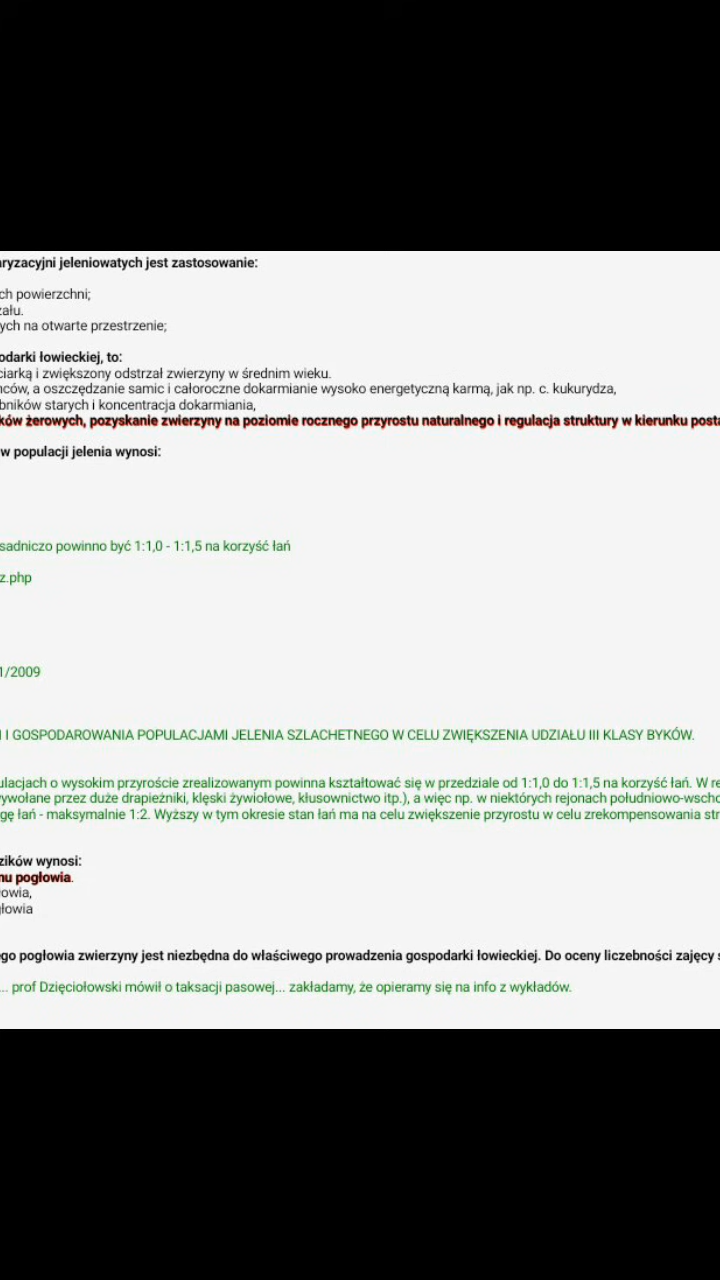 ryzacyjni jeleniowatych jest zastosowanie:
ch powierzchni;
ału.
ych na otwarte przestrzenie;
odarki łowieckiej, to:
ciarką i zwiększony odstrzał zwierzyny w średnim wieku.
ców, a oszczędzanie samic i całoroczne dokarmianie wysoko energetyczną karmą, jak np. c. kukurydza,
bników starych i koncentracja dokarmiania,
ków żerowych, pozyskanie zwierzyny na poziomie rocznego przyrostu naturalnego i regulacja struktury w kierunku posta
w populacji jelenia wynosi:
sadniczo powinno być 1:1,0 - 1:1,5 na korzyść łań
z.php
1/2009
I GOSPODAROWANIA POPULACJAMI JELENIA SZLACHETNEGO W CELU ZWIĘKSZENIA UDZIAŁU III KLASY BYKÓW.
ulacjach o wysokim przyroście zrealizowanym powinna kształtować się w przedziale od 1:1,0 do 1:1,5 na korzyść łań. W re
wywołane przez duże drapieżniki, klęski żywiołowe, kłusownictwo itp.), a więc np. w niektórych rejonach południowo-wscho
gę łań - maksymalnie 1:2. Wyższy w tym okresie stan łań ma na celu zwiększenie przyrostu w celu zrekompensowania str
zików wynosi:
nu pogłowia.
łowia,
głowia
go pogłowia zwierzyny jest niezbędna do właściwego prowadzenia gospodarki łowieckiej. Do oceny liczebności zajęcy s
... prof Dzięciołowski mówił o taksacji pasowej... zakładamy, że opieramy się na info z wykładów.